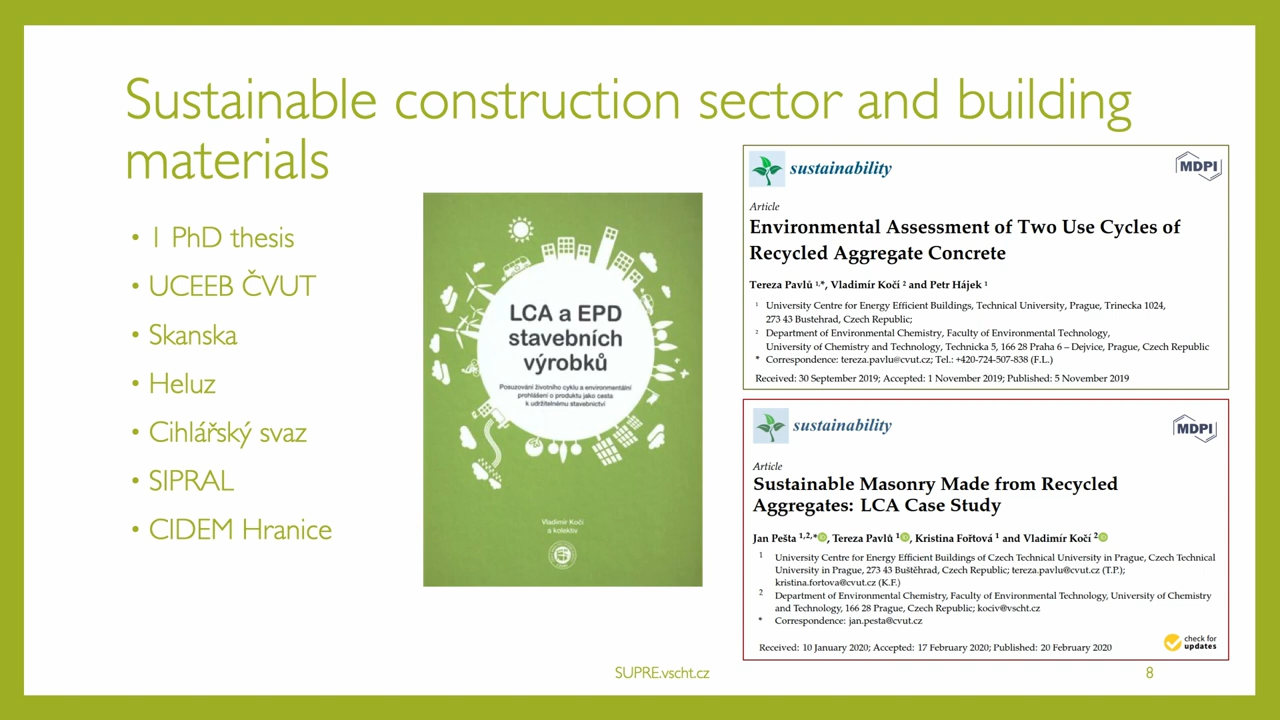 Sustainable construction sector and building
materials
• 1 PhD thesis
• UCEEB ČVUT
• Skanska
• Heluz
• Cihlářský svaz
• SIPRAL
• CIDEM Hranice
LCA a EPD
stavebních
výrobků
Posuzování životního cyklu a environmentální
prohlášení o produktu jako cesta
k udržitelnému stavebnictví
Vladimír Kočí
a kolektiv
sustainability
MDPI
Article
Environmental Assessment of Two Use Cycles of
Recycled Aggregate Concrete
Tereza Pavlů 1,*, Vladimír Kočí 2 and Petr Hájek 1
1 University Centre for Energy Efficient Buildings, Technical University, Prague, Trinecka 1024,
273 43 Bustehrad, Czech Republic;
2 Department of Environmental Chemistry, Faculty of Environmental Technology,
University of Chemistry and Technology, Technicka 5, 166 28 Praha 6 – Dejvice, Prague, Czech Republic
* Correspondence: tereza.pavlu@cvut.cz; Tel.: +420-724-507-838 (F.L.)
Received: 30 September 2019; Accepted: 1 November 2019; Published: 5 November 2019
sustainability
MDPI
Article
Sustainable Masonry Made from Recycled
Aggregates: LCA Case Study
Jan Pešta 1,2,*, Tereza Pavlů 1, Kristina Fořtová 1 and Vladimír Kočí 2
1 University Centre for Energy Efficient Buildings of Czech Technical University in Prague, Czech Technical
University in Prague, 273 43 Buštěhrad, Czech Republic; tereza.pavlu@cvut.cz (T.P.);
kristina.fortova@cvut.cz (K.F.)
2 Department of Environmental Chemistry, Faculty of Environmental Technology, University of Chemistry
and Technology, 166 28 Prague, Czech Republic; kociv@vscht.cz
* Correspondence: jan.pesta@cvut.cz
Received: 10 January 2020; Accepted: 17 February 2020; Published: 20 February 2020
check for
updates
SUPRE.vscht.cz
8